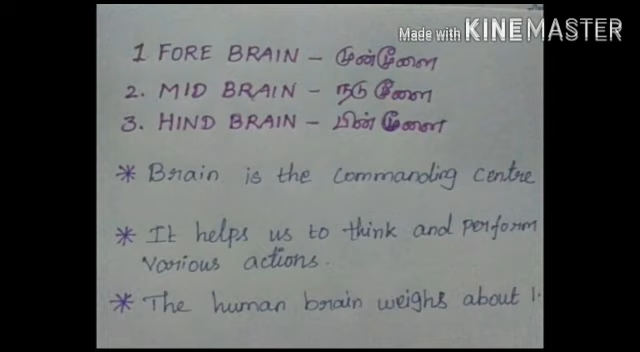 Made with KINEMASTER
1 FORE BRAIN - முன்மூளை
2. MID BRAIN - நடு மூளை
3. HIND BRAIN - பின் மூளை
* Brain is the commanding centre
* It helps us to think and perform
various actions.
* The human brain weighs about 1.